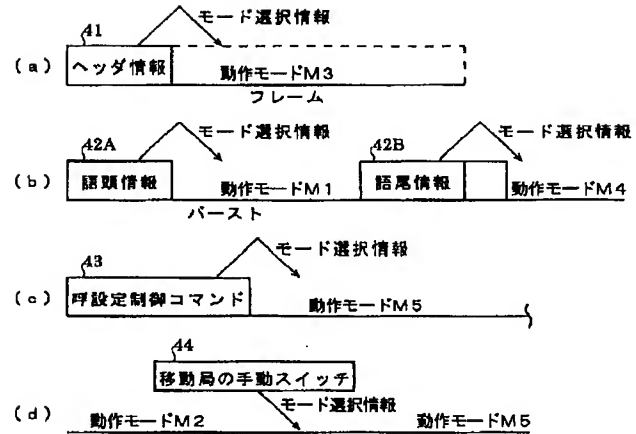 41
モード選択情報
(a)
ヘッダ情報
動作モードM3
フレーム
42A
モード選択情報
42B
モード選択情報
(b)
語頭情報
動作モードM1
語尾情報
動作モードM4
バースト
43
モード選択情報
(c)
呼設定制御コマンド
動作モードM5
44
移動局の手動スイッチ
モード選択情報
(d)
動作モードM2
動作モードM5